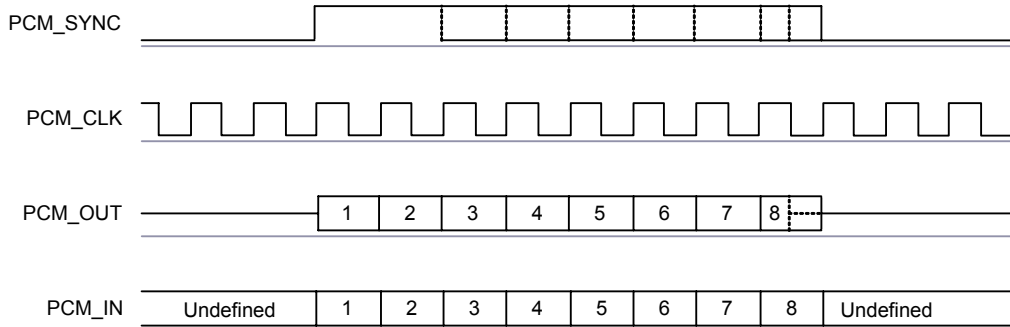 PCM_SYNC
PCM_CLK
PCM_OUT 1 2 3 4 5 6 7 8
PCM_IN Undefined 1 2 3 4 5 6 7 8 Undefined